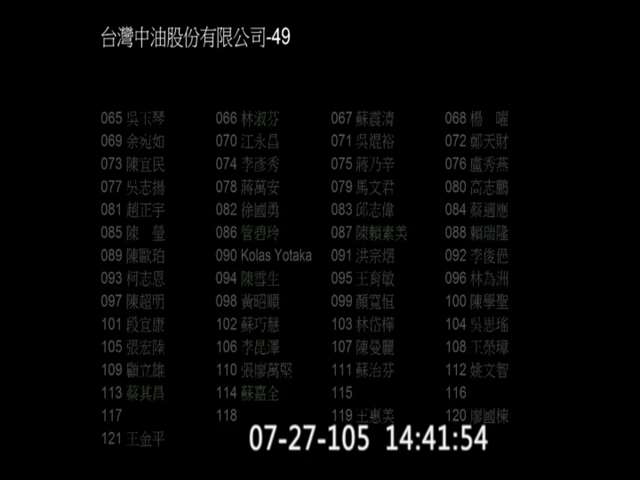 台灣中油股份有限公司-49
065 吳玉琴 066 林淑芬 067 蘇震清 068 楊 曜
069 余宛如 070 江永昌 071 吳焜裕 072 鄭天財
073 陳宜民 074 李彥秀 075 蔣乃辛 076 盧秀燕
077 吳志揚 078 蔣萬安 079 馬文君 080 高志鵬
081 趙正宇 082 徐國勇 083 邱志偉 084 蔡適應
085 陳 瑩 086 管碧玲 087 陳賴素美 088 賴瑞隆
089 陳歐珀 090 Kolas Yotaka 091 洪宗熠 092 李俊俋
093 柯志恩 094 陳雪生 095 王育敏 096 林為洲
097 陳超明 098 黃昭順 099 顏寬恒 100 陳學聖
101 段宜康 102 蘇巧慧 103 林岱樺 104 吳思瑤
105 張宏陸 106 李昆澤 107 陳曼麗 108 王榮璋
109 顧立雄 110 張廖萬堅 111 蘇治芬 112 姚文智
113 蔡其昌 114 蘇嘉全 115 116
117 118 119 王惠美 120 廖國棟
121 王金平
07-27-105 14:41:54